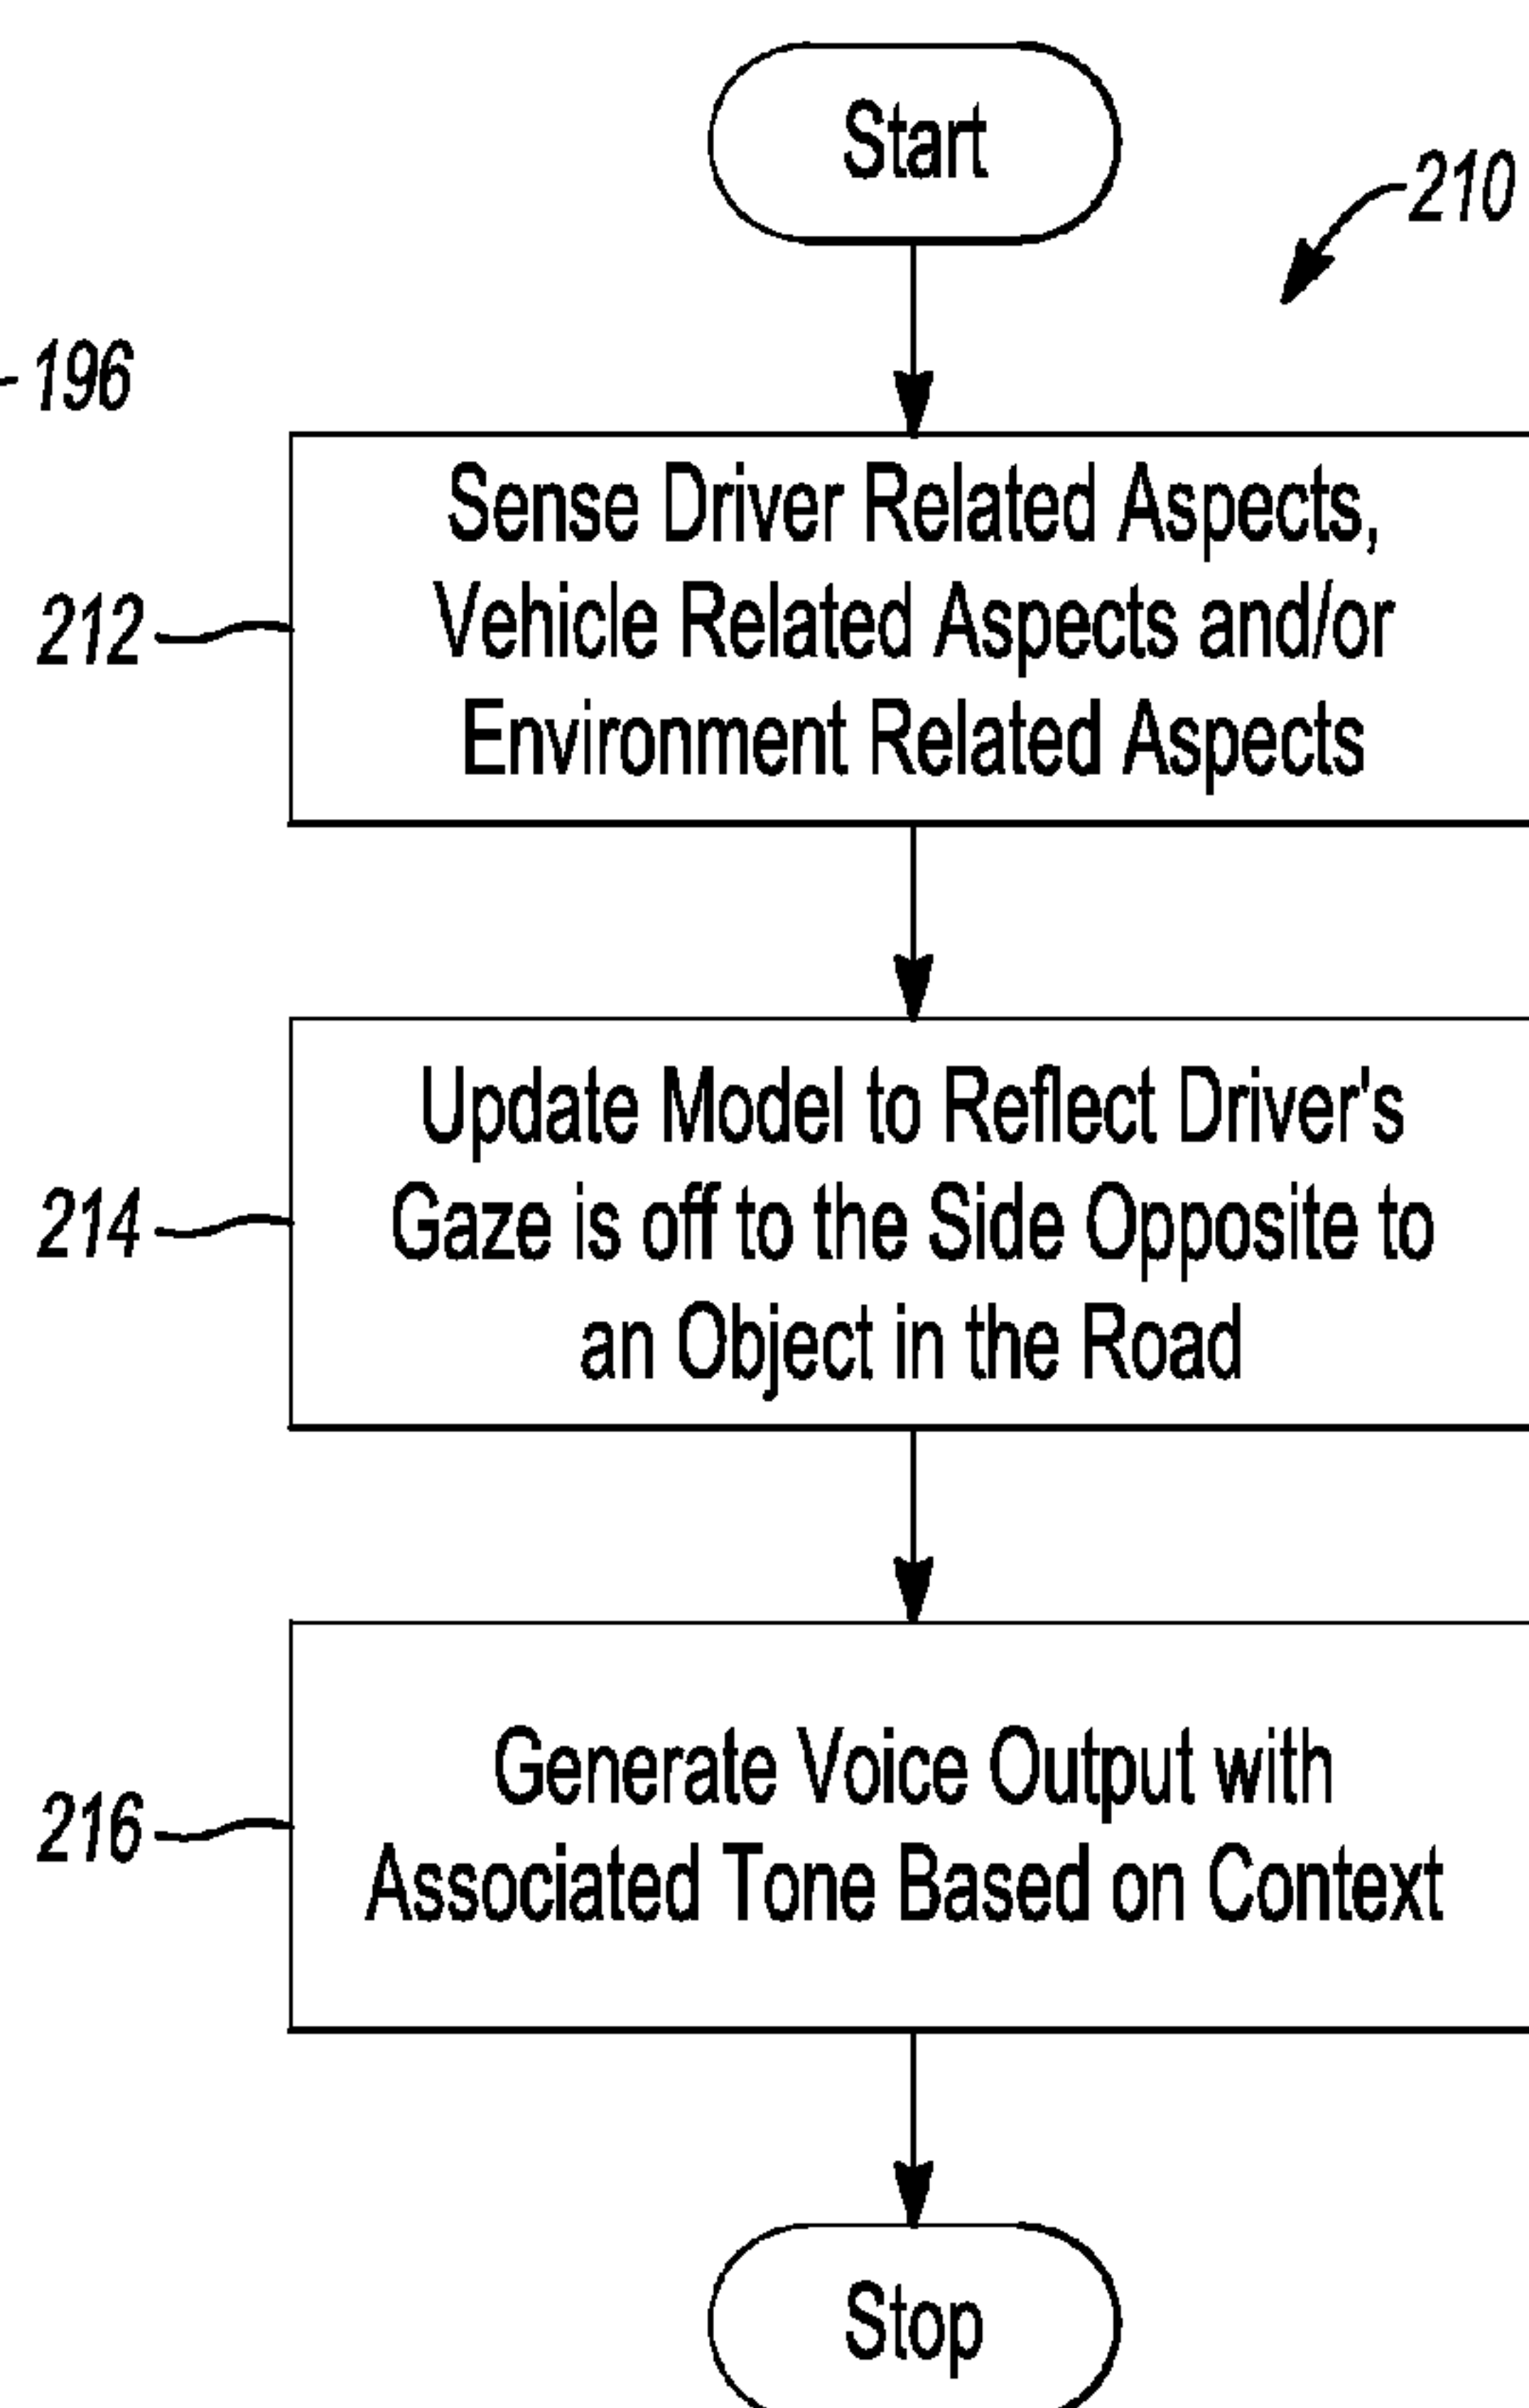 Start
210
196
Sense Driver Related Aspects,
212
Vehicle Related Aspects and/or
Environment Related Aspects
Update Model to Reflect Driver's
214
Gaze is off to the Side Opposite to
an Object in the Road
Generate Voice Output with
216
Associated Tone Based on Context
Stop